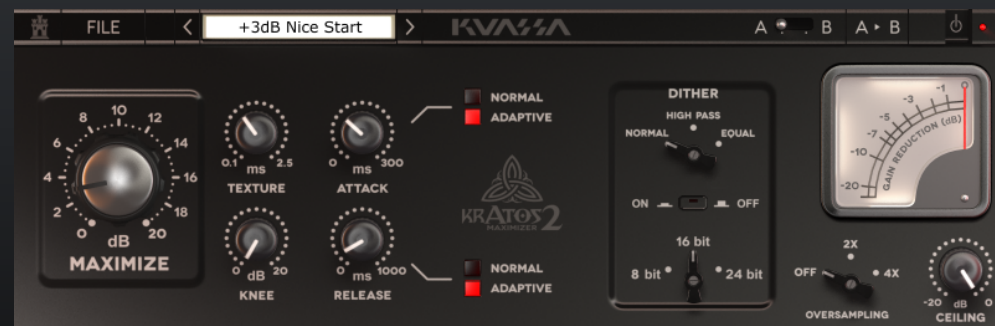 FILE
<
+3dB Nice Start
>
KVASSA
A B
A ▸ B
10
8 12
6 14
4 16
2 18
0 20
dB
MAXIMIZE
0.1 ms 2.5
TEXTURE
0 ms 300
ATTACK
NORMAL
ADAPTIVE
0 dB 20
KNEE
0 ms 1000
RELEASE
NORMAL
ADAPTIVE
KRATOS 2
MAXIMIZER
DITHER
HIGH PASS
NORMAL EQUAL
ON OFF
16 bit
8 bit 24 bit
-20 -10 -7 -5 -3 -1 0
GAIN REDUCTION (dB)
2X
OFF 4X
OVERSAMPLING
-20 dB 0
CEILING